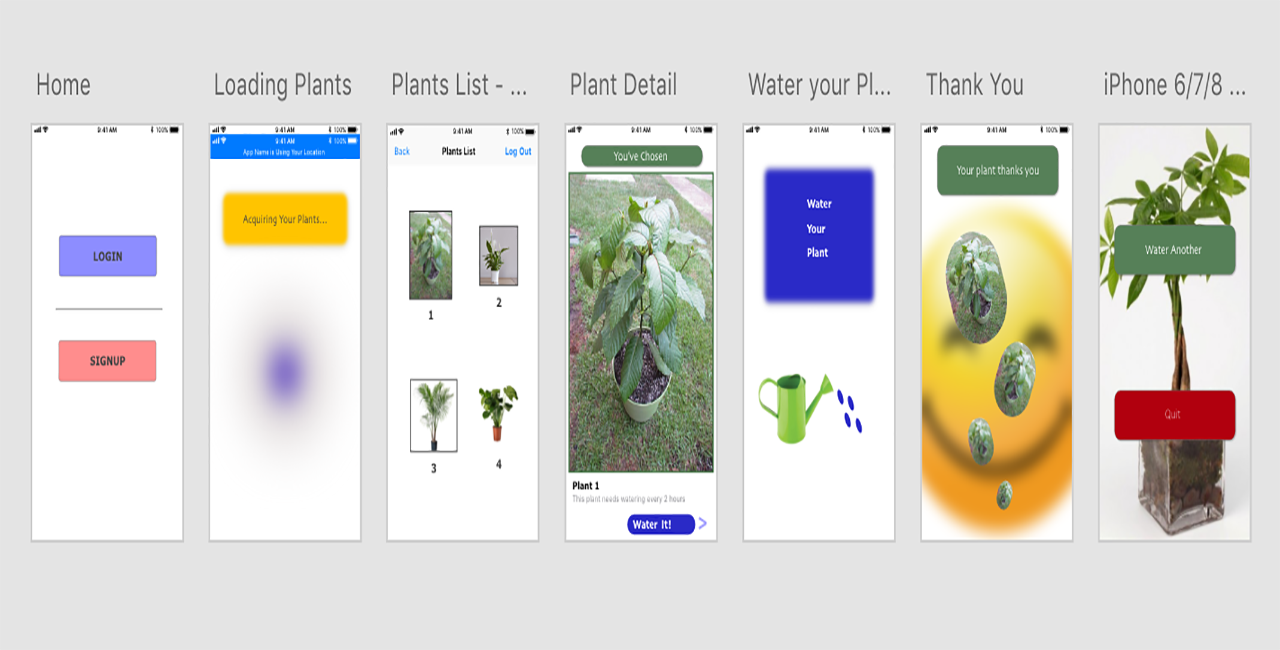 Home
Loading Plants
Plants List - ...
Plant Detail
Water your Pl...
Thank You
iPhone 6/7/8 ...
9:41 AM
100%
LOGIN
SIGNUP
9:41 AM
100%
9:41 AM
100%
App Name is Using Your Location
Acquiring Your Plants...
9:41 AM
100%
Back
Plants List
Log Out
1
2
3
4
9:41 AM
100%
You've Chosen
Plant 1
This plant needs watering every 2 hours
Water It!
>
9:41 AM
100%
Water
Your
Plant
9:41 AM
100%
Your plant thanks you
Water Another
Quit